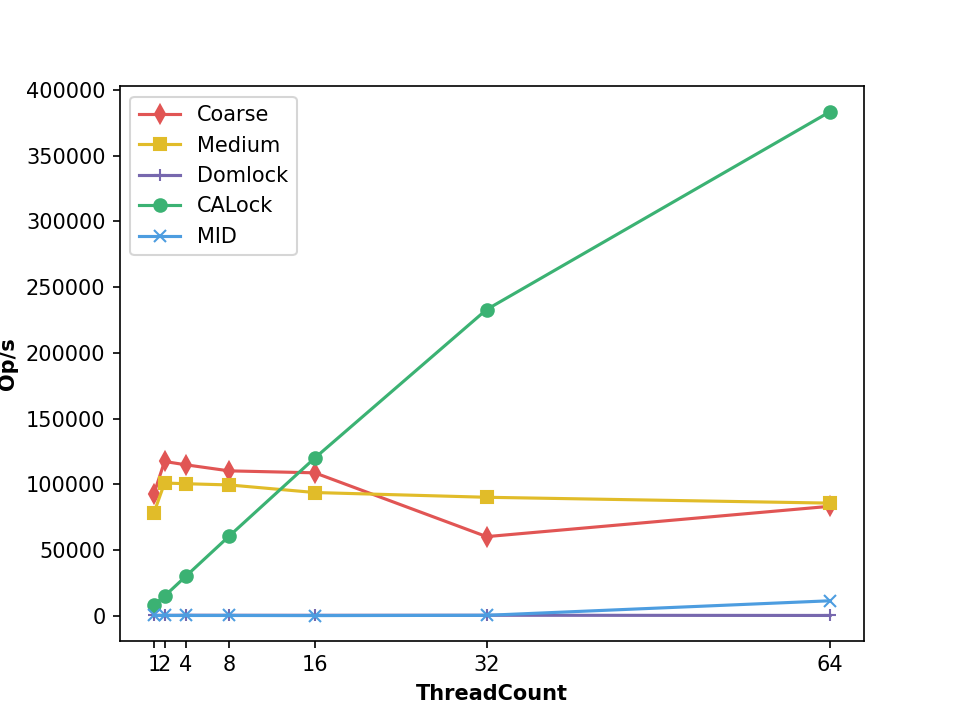 400000
350000
300000
250000
200000
150000
100000
50000
0
Op/s
Coarse
Medium
Domlock
CALock
MID
1 2 4 8 16 32 64
ThreadCount